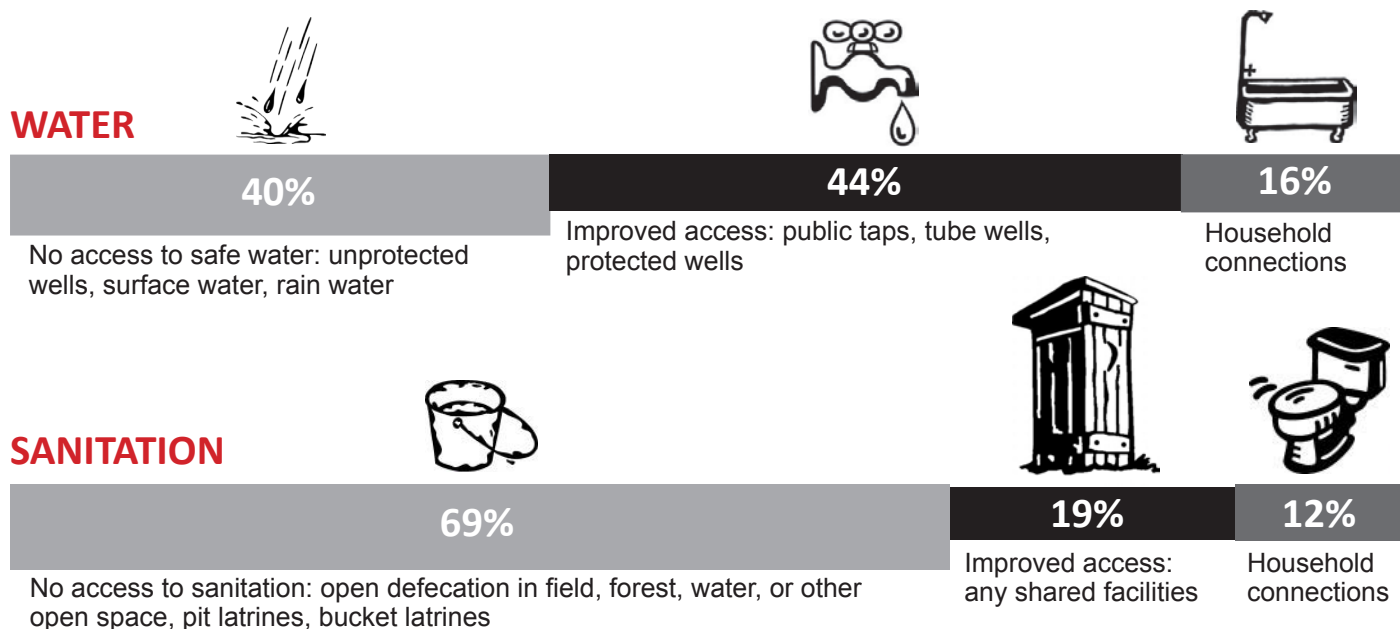 WATER
40%
44%
16%
No access to safe water: unprotected
wells, surface water, rain water
Improved access: public taps, tube wells,
protected wells
Household
connections
SANITATION
69%
19%
12%
No access to sanitation: open defecation in field, forest, water, or other
open space, pit latrines, bucket latrines
Improved access:
any shared facilities
Household
connections